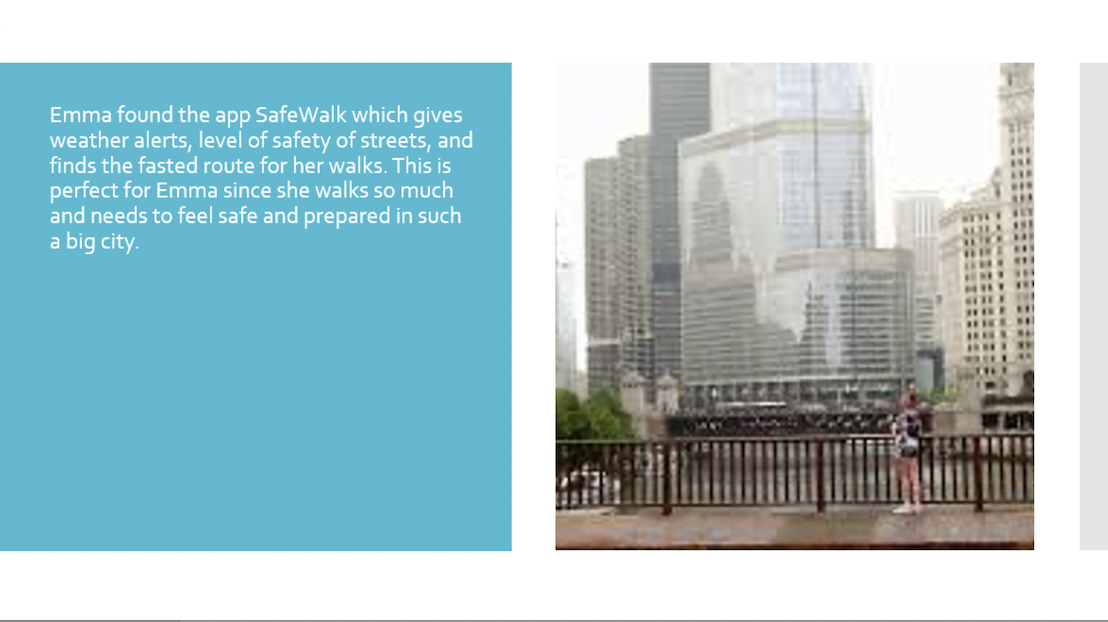 Emma found the app SafeWalk which gives
weather alerts, level of safety of streets, and
finds the fasted route for her walks. This is
perfect for Emma since she walks so much
and needs to feel safe and prepared in such
a big city.